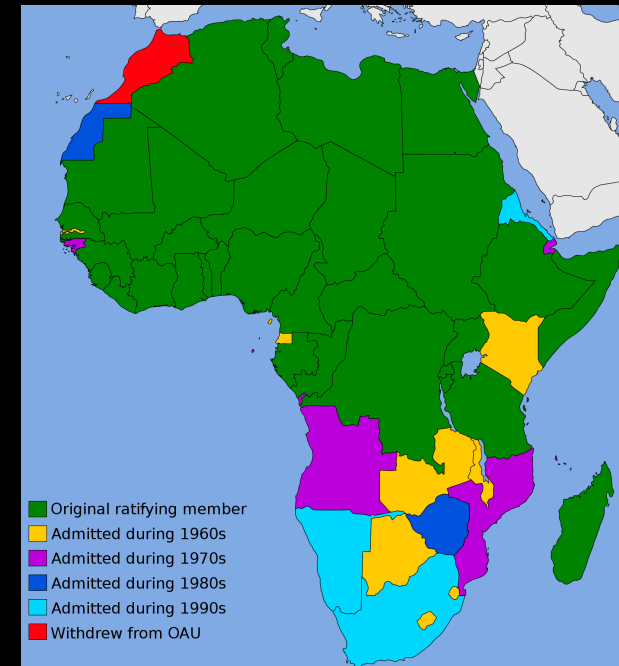 Original ratifying member
Admitted during 1960s
Admitted during 1970s
Admitted during 1980s
Admitted during 1990s
Withdrew from OAU